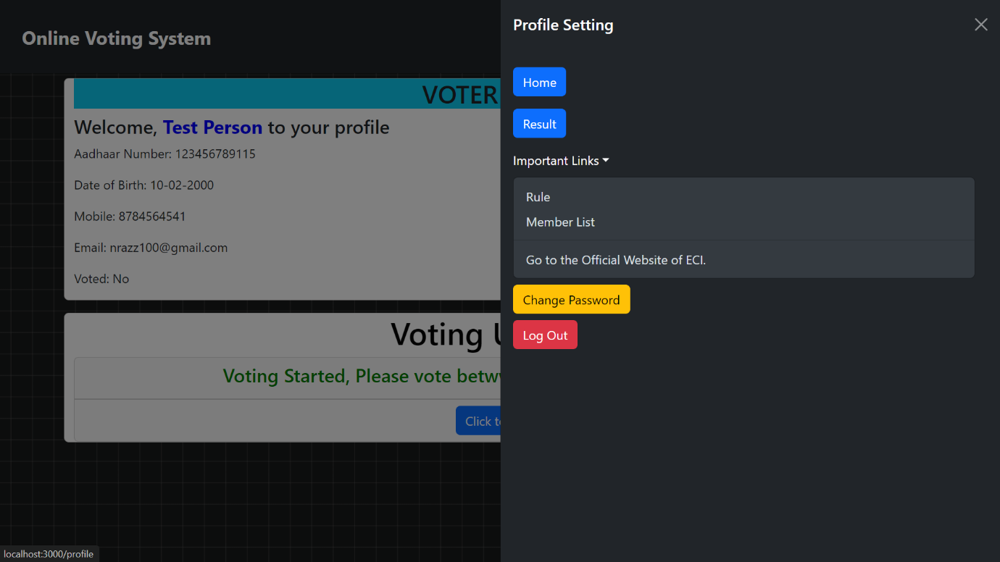 Online Voting System
VOTER
Welcome, Test Person to your profile
Aadhaar Number: 123456789115
Date of Birth: 10-02-2000
Mobile: 8784564541
Email: nrazz100@gmail.com
Voted: No
Voting
Voting Started, Please vote
Click
Profile Setting
Home
Result
Important Links
Rule
Member List
Go to the Official Website of ECI.
Change Password
Log Out
localhost:3000/profile